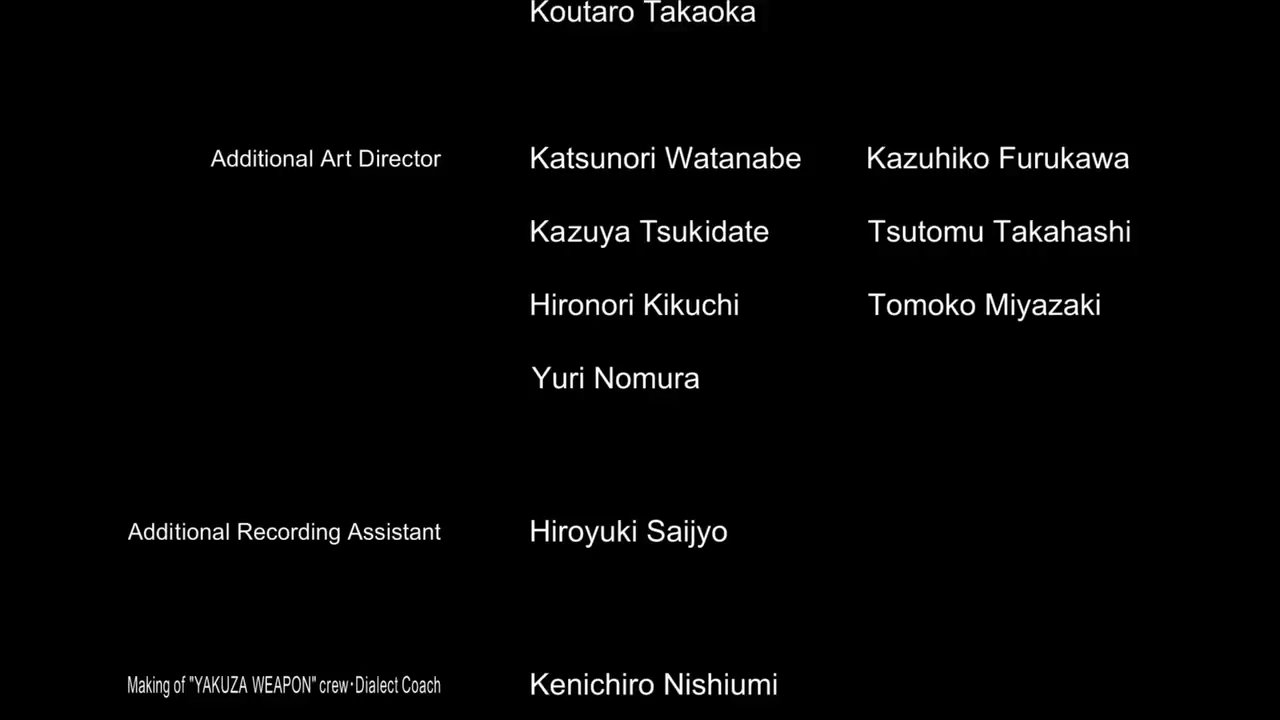 Koutaro Takaoka
Additional Art Director Katsunori Watanabe Kazuhiko Furukawa
Kazuya Tsukidate Tsutomu Takahashi
Hironori Kikuchi Tomoko Miyazaki
Yuri Nomura
Additional Recording Assistant Hiroyuki Saijyo
Making of "YAKUZA WEAPON" crew・Dialect Coach Kenichiro Nishiumi